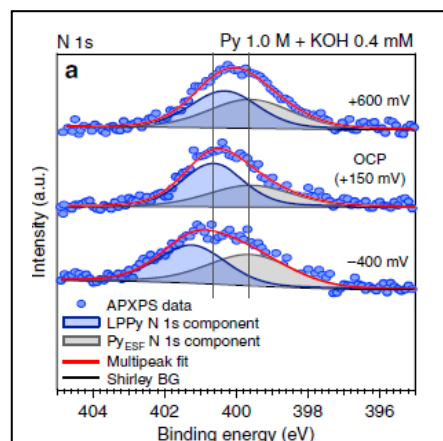 N 1s
Py 1.0 M + KOH 0.4 mM
a
+600 mV
OCP
(+150 mV)
−400 mV
Intensity (a.u.)
APXPS data
LPPy N 1s component
PyESF N 1s component
Multipeak fit
Shirley BG
404 402 400 398 396
Binding energy (eV)